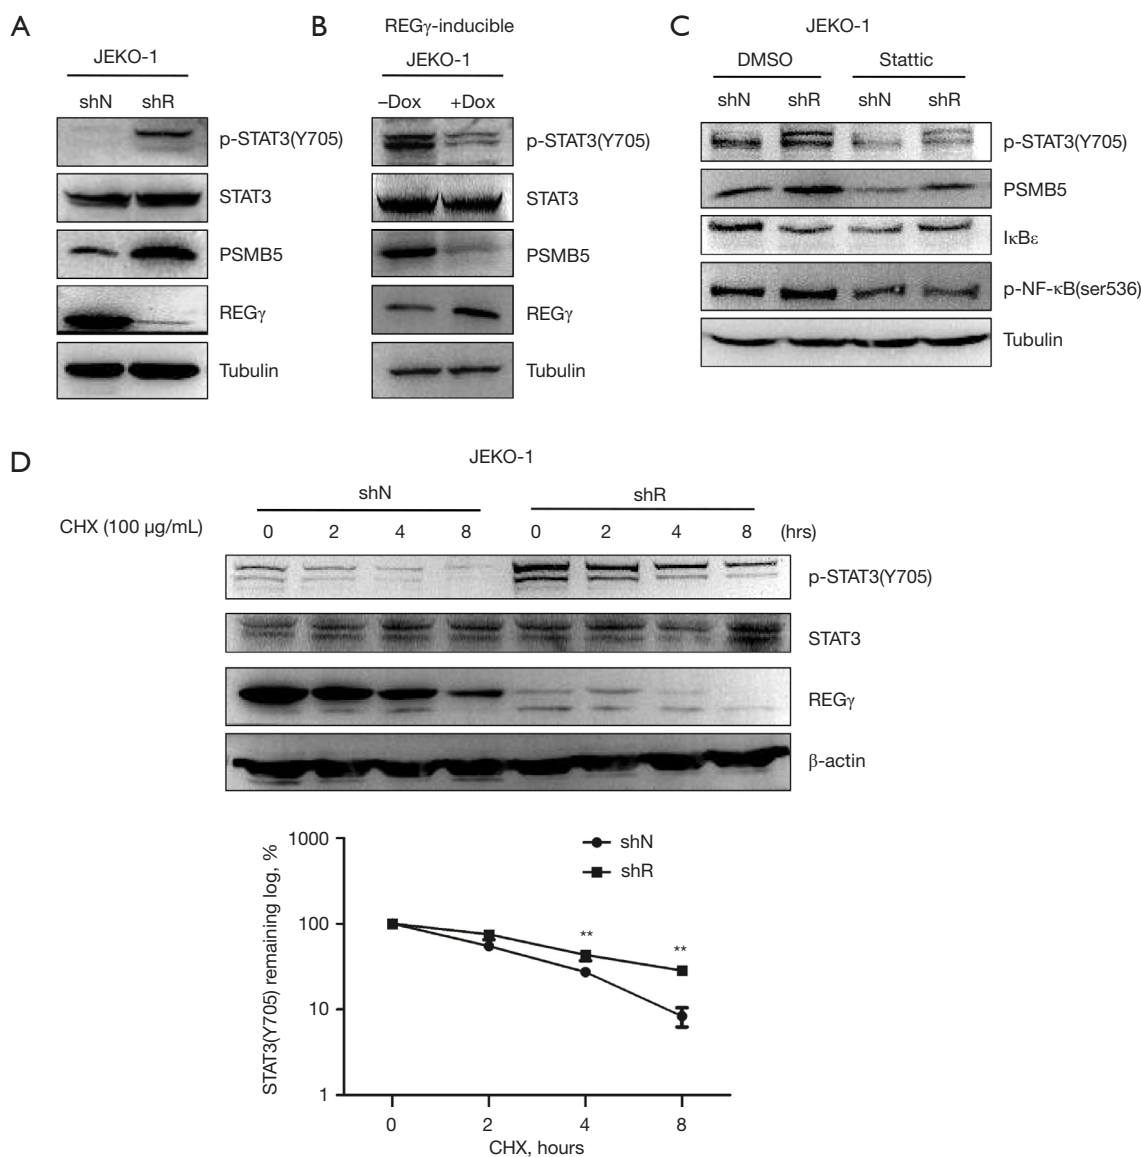 A
JEKO-1
shN shR
p-STAT3(Y705)
STAT3
PSMB5
REGγ
Tubulin
B
REGγ-inducible
JEKO-1
–Dox +Dox
p-STAT3(Y705)
STAT3
PSMB5
REGγ
Tubulin
C
JEKO-1
DMSO Stattic
shN shR shN shR
p-STAT3(Y705)
PSMB5
IκBε
p-NF-κB(ser536)
Tubulin
D
JEKO-1
shN shR
CHX (100 μg/mL) 0 2 4 8 0 2 4 8 (hrs)
p-STAT3(Y705)
STAT3
REGγ
β-actin
STAT3(Y705) remaining log, %
1000
100
10
1
shN
shR
** **
0 2 4 8
CHX, hours